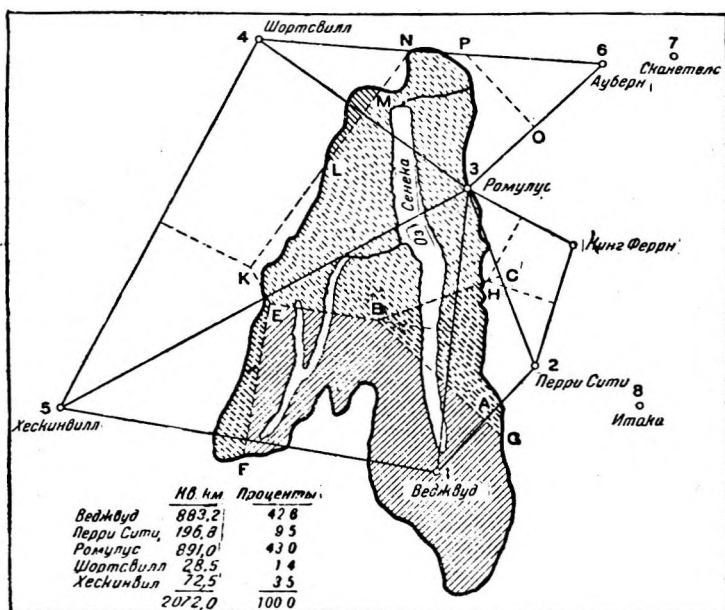 4 Шортсвилл
N P 6 7
Ауберн Сканетелс
M O
L 3
Ромулус
Оз. Сенека
Кинг Ферри
K C'
E B H
2
Перри Сити
8
5 A Итака
Хескинвилл G
F 1
Веджвуд
Кв. км Проценты
Веджвуд 883,2 42 6
Перри Сити 196,8 9 5
Ромулус 891,0 43 0
Шортсвилл 28.5 1 4
Хескинвил 72,5 3 5
2072,0 100 0